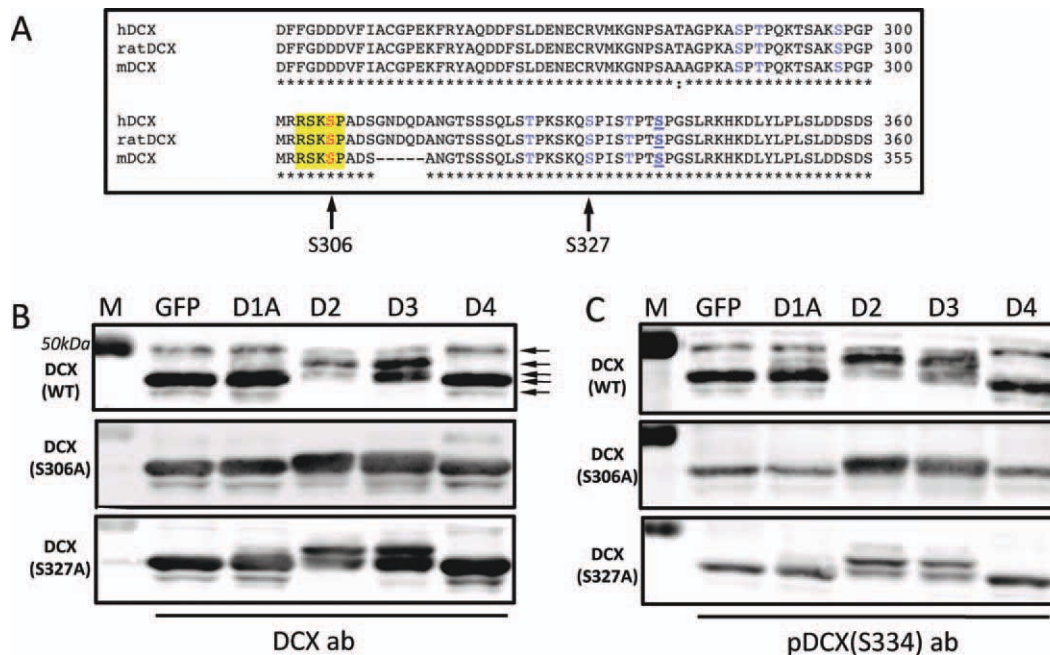 A
hDCX DFFGDDDVFIACGPEKFRYAQDDFSLDENECRVMKGNPSATAGPKASPTPQKTSAKSPGP 300
ratDCX DFFGDDDVFIACGPEKFRYAQDDFSLDENECRVMKGNPSATAGPKASPTPQKTSAKSPGP 300
mDCX DFFGDDDVFIACGPEKFRYAQDDFSLDENECRVMKGNPSAAAGPKASPTPQKTSAKSPGP 300
****************************************:*******************
hDCX MRRSKSPADSGNDQDANGTSSSQLSTPKSKQSPISTPTSPGSLRKHKDLYLPLSLDDSDS 360
ratDCX MRRSKSPADSGNDQDANGTSSSQLSTPKSKQSPISTPTSPGSLRKHKDLYLPLSLDDSDS 360
mDCX MRRSKSPADS-----ANGTSSSQLSTPKSKQSPISTPTSPGSLRKHKDLYLPLSLDDSDS 355
********** *********************************************
S306 S327
B M GFP D1A D2 D3 D4
50kDa
DCX
(WT)
DCX
(S306A)
DCX
(S327A)
DCX ab
C M GFP D1A D2 D3 D4
DCX
(WT)
DCX
(S306A)
DCX
(S327A)
pDCX(S334) ab